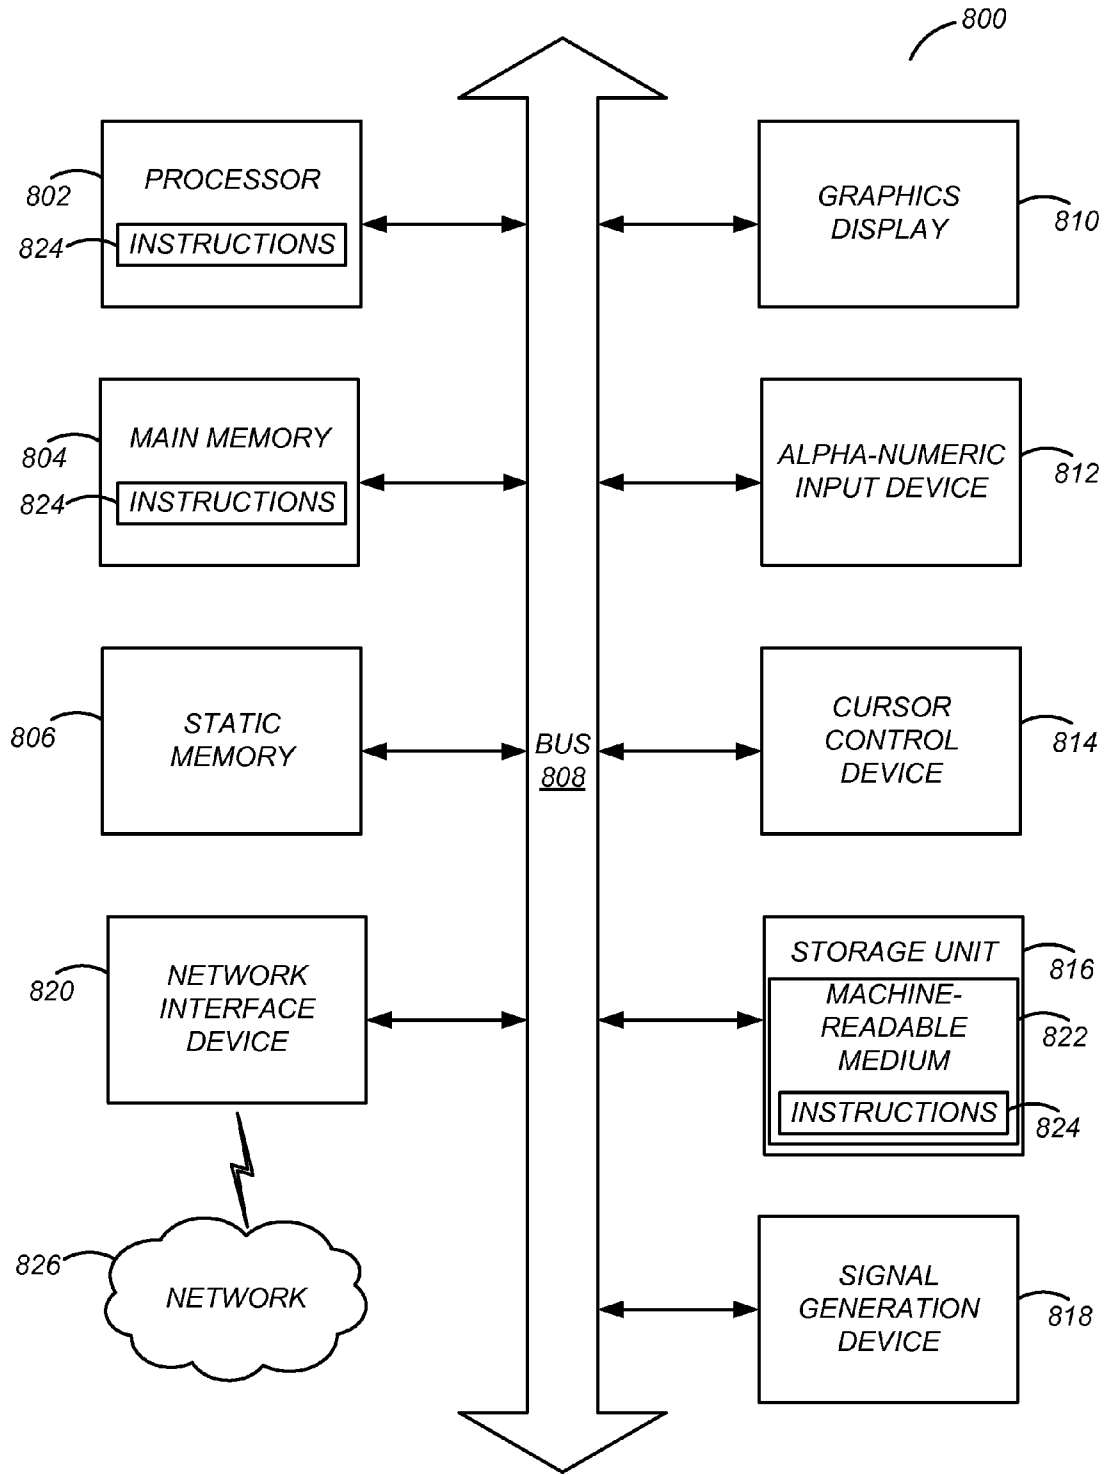 800
PROCESSOR
802
824
INSTRUCTIONS
GRAPHICS
DISPLAY
810
MAIN MEMORY
804
824
INSTRUCTIONS
ALPHA-NUMERIC
INPUT DEVICE
812
STATIC
MEMORY
806
BUS
808
CURSOR
CONTROL
DEVICE
814
NETWORK
INTERFACE
DEVICE
820
STORAGE UNIT
816
MACHINE-
READABLE
MEDIUM
822
INSTRUCTIONS
824
826
NETWORK
SIGNAL
GENERATION
DEVICE
818